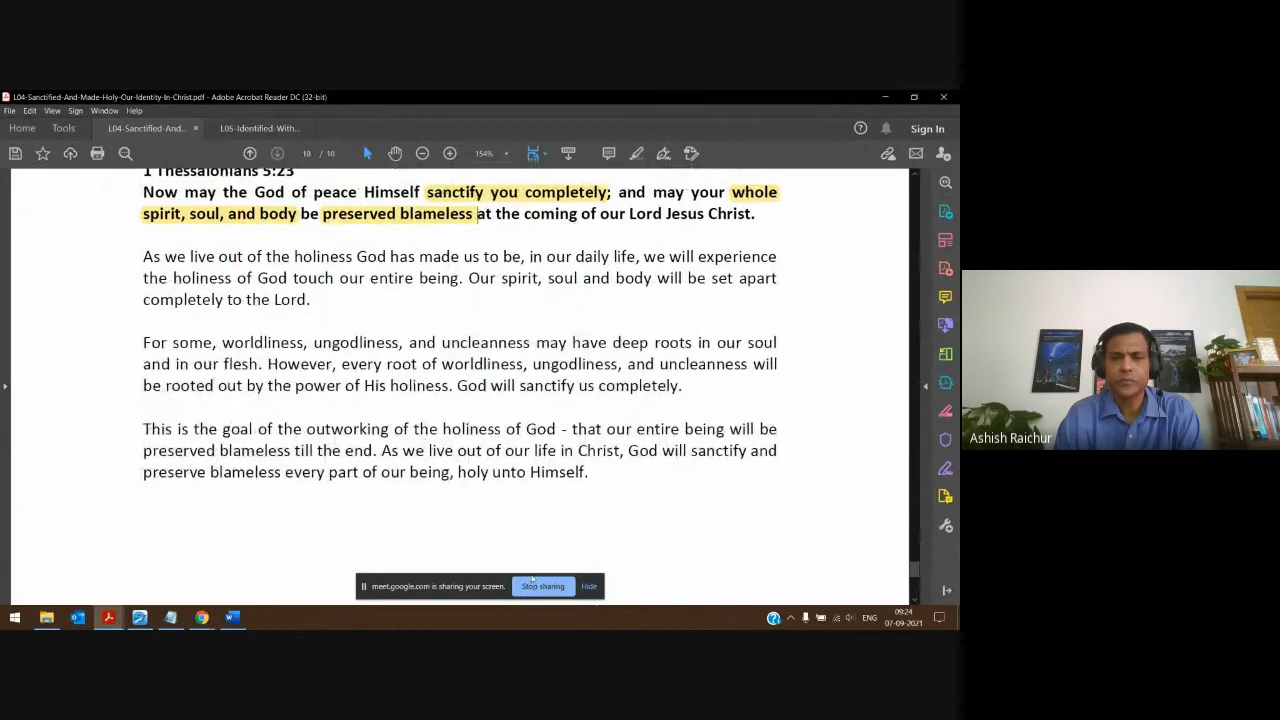 L04-Sanctified-And-Made-Holy-Our-Identity-In-Christ.pdf - Adobe Acrobat Reader DC (32-bit)
File Edit View Sign Window Help
Home Tools L04-Sanctified-And... × L05-Identified-With... Sign In
10 / 10 154%
1 Thessalonians 5:23
Now may the God of peace Himself sanctify you completely; and may your whole
spirit, soul, and body be preserved blameless at the coming of our Lord Jesus Christ.
As we live out of the holiness God has made us to be, in our daily life, we will experience
the holiness of God touch our entire being. Our spirit, soul and body will be set apart
completely to the Lord.
For some, worldliness, ungodliness, and uncleanness may have deep roots in our soul
and in our flesh. However, every root of worldliness, ungodliness, and uncleanness will
be rooted out by the power of His holiness. God will sanctify us completely.
This is the goal of the outworking of the holiness of God - that our entire being will be
preserved blameless till the end. As we live out of our life in Christ, God will sanctify and
preserve blameless every part of our being, holy unto Himself.
Ashish Raichur
meet.google.com is sharing your screen. Stop sharing Hide
ENG
09:24
07-09-2021